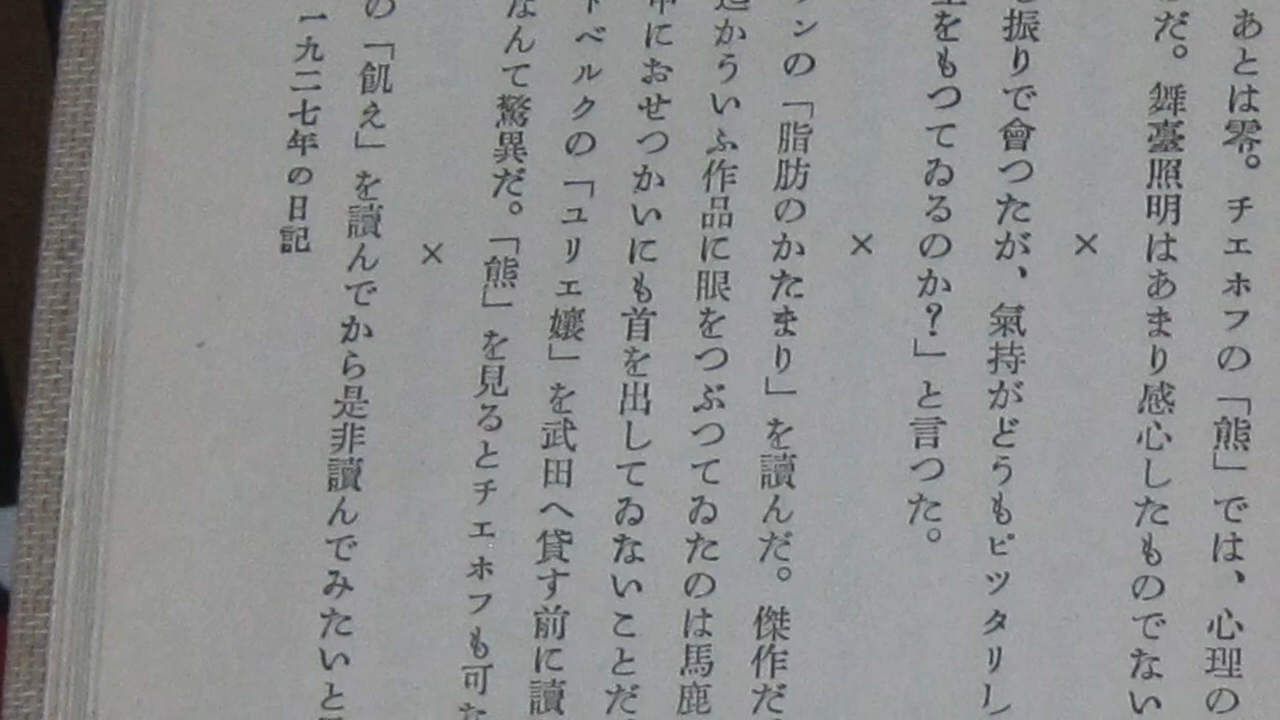 あとは零。チエホフの「熊」では、心理の
だ。舞臺照明はあまり感心したものでない
×
振りで會つたが、氣持がどうもピツタリし
をもつてゐるのか？」と言つた。
×
ンの「脂肪のかたまり」を讀んだ。傑作だ
かういふ作品に眼をつぶつてゐたのは馬鹿
におせつかいにも首を出してゐないことだ
ドベルクの「ユリエ孃」を武田へ貸す前に讀
なんて驚異だ。「熊」を見るとチエホフも可な
×
の「飢え」を讀んでから是非讀んでみたいと
一九二七年の日記